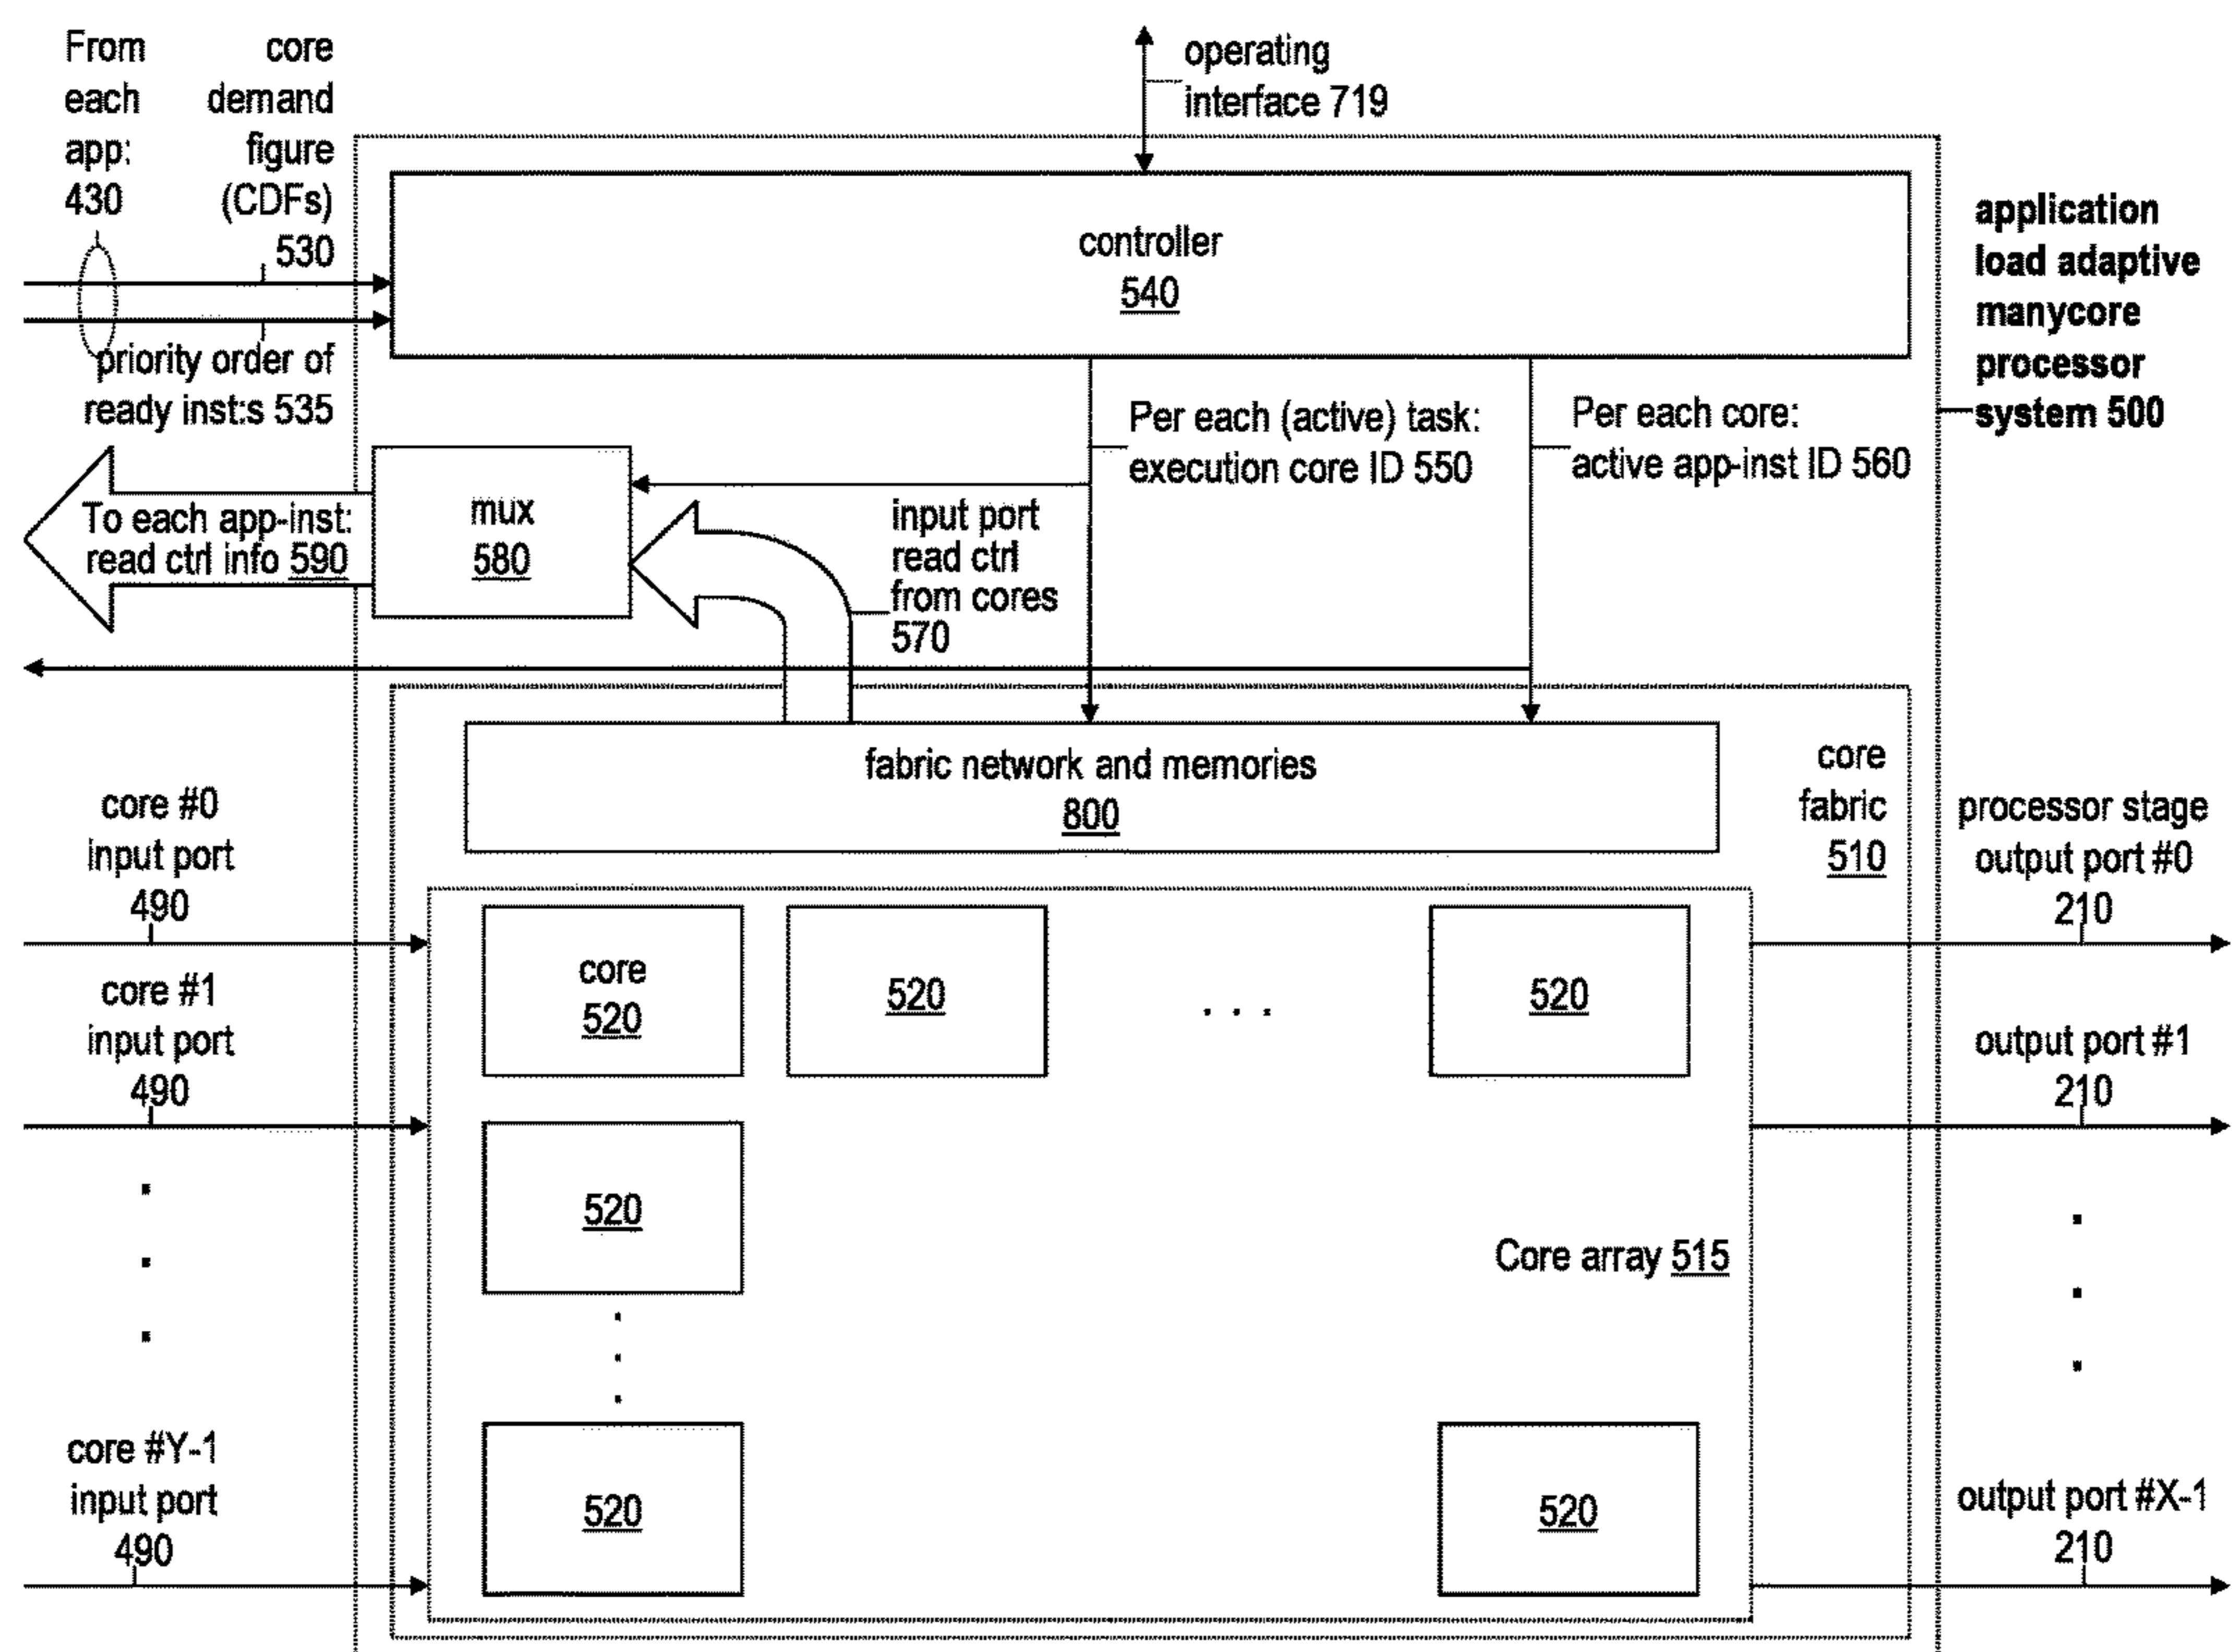 From
each
app:
430
core
demand
figure
(CDFs)
530
operating
interface 719
controller
540
application
load adaptive
manycore
processor
system 500
priority order of
ready inst:s 535
Per each (active) task:
execution core ID 550
Per each core:
active app-inst ID 560
To each app-inst:
read ctrl info 590
mux
580
input port
read ctrl
from cores
570
fabric network and memories
800
core
fabric
510
core #0
input port
490
processor stage
output port #0
210
core
520
520
. . .
520
core #1
input port
490
output port #1
210
520
Core array 515
core #Y-1
input port
490
520
520
output port #X-1
210